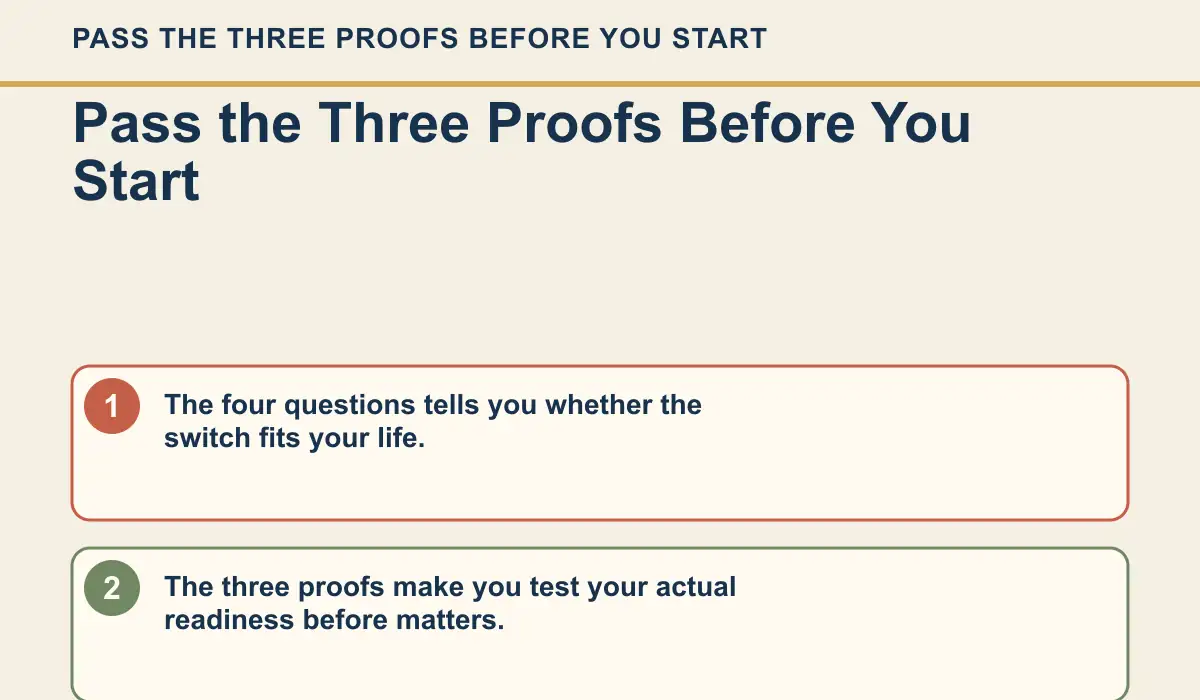 PASS THE THREE PROOFS BEFORE YOU START
Pass the Three Proofs Before You
Start
1
The four questions tells you whether the
switch fits your life.
2
The three proofs make you test your actual
readiness before matters.